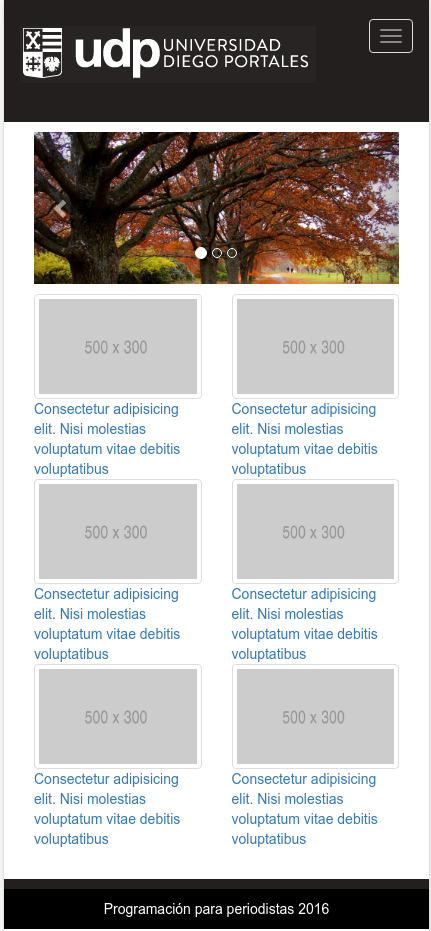 udp UNIVERSIDAD
DIEGO PORTALES
500 x 300
500 x 300
Consectetur adipisicing
elit. Nisi molestias
voluptatum vitae debitis
voluptatibus
Consectetur adipisicing
elit. Nisi molestias
voluptatum vitae debitis
voluptatibus
500 x 300
500 x 300
Consectetur adipisicing
elit. Nisi molestias
voluptatum vitae debitis
voluptatibus
Consectetur adipisicing
elit. Nisi molestias
voluptatum vitae debitis
voluptatibus
500 x 300
500 x 300
Consectetur adipisicing
elit. Nisi molestias
voluptatum vitae debitis
voluptatibus
Consectetur adipisicing
elit. Nisi molestias
voluptatum vitae debitis
voluptatibus
Programación para periodistas 2016